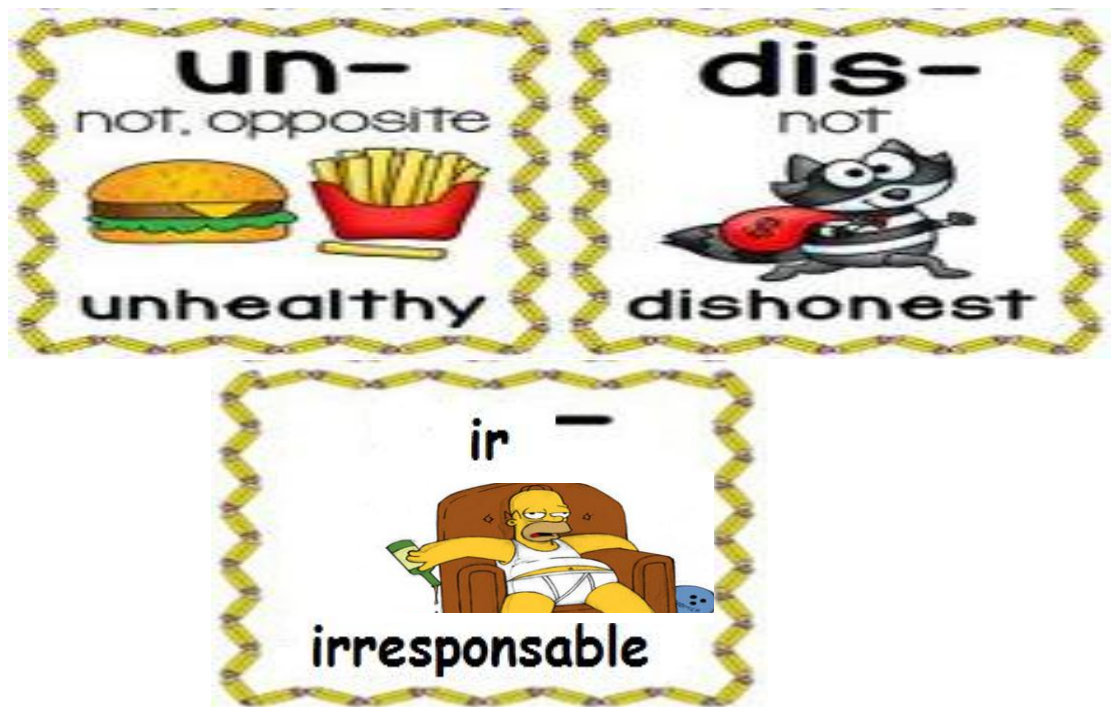 un-
not, opposite
unhealthy
dis-
not
dishonest
ir -
irresponsable